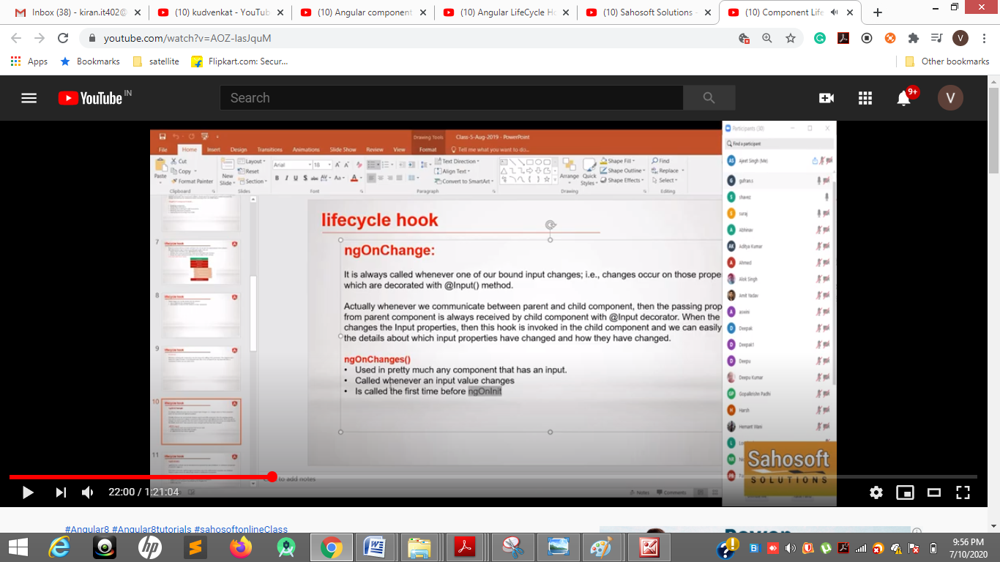 Inbox (38) - kiran.it402@
(10) kudvenkat - YouTub
(10) Angular component
(10) Angular LifeCycle Ho
(10) Sahosoft Solutions -
(10) Component Life
youtube.com/watch?v=AOZ-IasJquM
V
Apps
Bookmarks
satellite
Flipkart.com: Secur...
Other bookmarks
YouTube IN
Search
9+
V
Class-5-Aug-2019 - PowerPoint
Drawing Tools
File
Home
Insert
Design
Transitions
Animations
Slide Show
Review
View
Format
Tell me what you want to do...
Paste
Cut
Copy
Format Painter
Clipboard
New
Slide
Layout
Reset
Section
Slides
Arial
18
Font
Text Direction
Align Text
Convert to SmartArt
Paragraph
Arrange
Quick
Styles
Shape Fill
Shape Outline
Shape Effects
Drawing
Find
Replace
Select
Editing
7
8
9
10
11
lifecycle hook
ngOnChange:
It is always called whenever one of our bound input changes; i.e., changes occur on those prope
which are decorated with @Input() method.
Actually whenever we communicate between parent and child component, then the passing prop
from parent component is always received by child component with @Input decorator. When the
changes the Input properties, then this hook is invoked in the child component and we can easily
the details about which input properties have changed and how they have changed.
ngOnChanges()
• Used in pretty much any component that has an input.
• Called whenever an input value changes
• Is called the first time before ngOnInit
to add notes
Notes
Comments
Participants (30)
Find a participant
AS Ajeet Singh (Me)
G gufran.s
S shavez
S suraj
A Abhinav
AK Aditya Kumar
A Ahmed
Alok Singh
Amit Yadav
A aswini
D Deepak
D Deepak1
D Deepu
Deepu Kumar
GP Gopalkrishn Padhi
H Harsh
Hemant Wani
L
NR
PB
Sahosoft
SOLUTIONS
22:00 / 1:21:04
#Angular8 #Angular8tutorials #sahosoftonlineClass
9:56 PM
7/10/2020